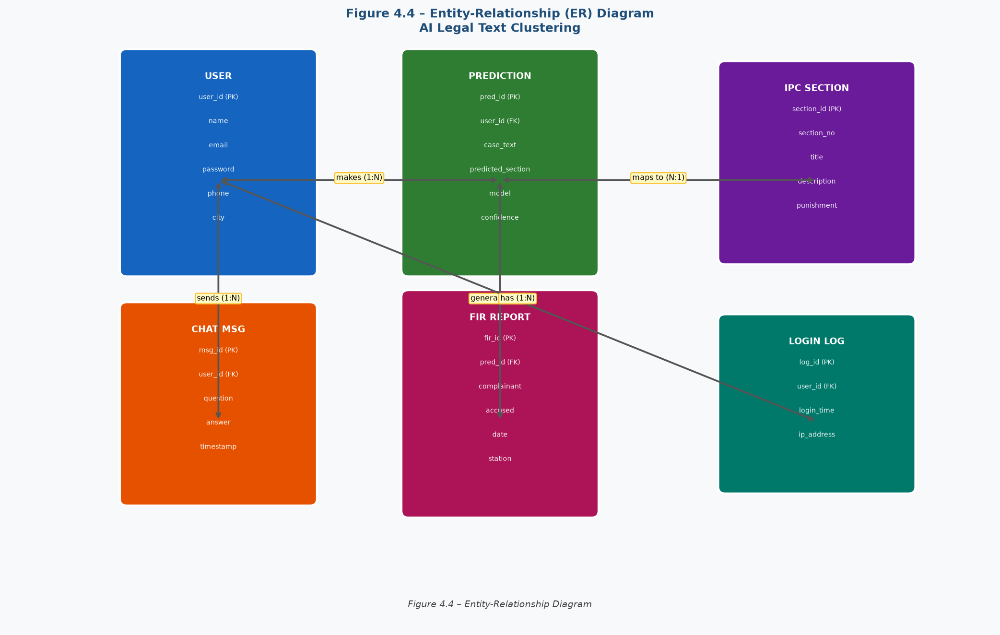 Figure 4.4 – Entity-Relationship (ER) Diagram
AI Legal Text Clustering
USER
user_id (PK)
name
email
password
phone
city
PREDICTION
pred_id (PK)
user_id (FK)
case_text
predicted_section
model
confidence
IPC SECTION
section_id (PK)
section_no
title
description
punishment
makes (1:N)
maps to (N:1)
sends (1:N)
has (1:N)
CHAT MSG
msg_id (PK)
user_id (FK)
question
answer
timestamp
FIR REPORT
fir_id (PK)
pred_id (FK)
complainant
accused
date
station
LOGIN LOG
log_id (PK)
user_id (FK)
login_time
ip_address
Figure 4.4 – Entity-Relationship Diagram